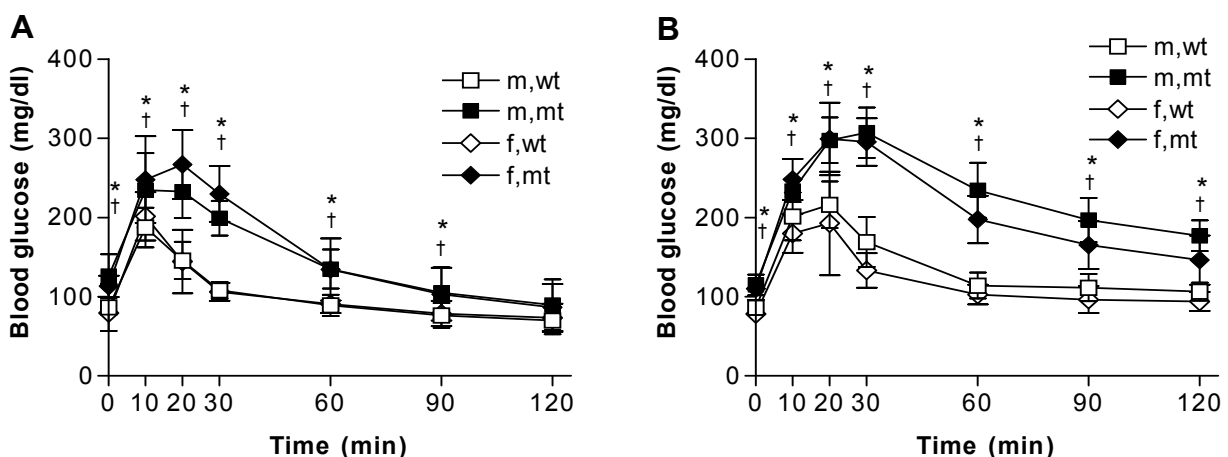 A
Blood glucose (mg/dl)
400
300
200
100
0
* † * † * † * † * † * †
m,wt
m,mt
f,wt
f,mt
0 10 20 30 60 90 120
Time (min)
B
Blood glucose (mg/dl)
400
300
200
100
0
* † * † * † * † * † * † * †
m,wt
m,mt
f,wt
f,mt
0 10 20 30 60 90 120
Time (min)